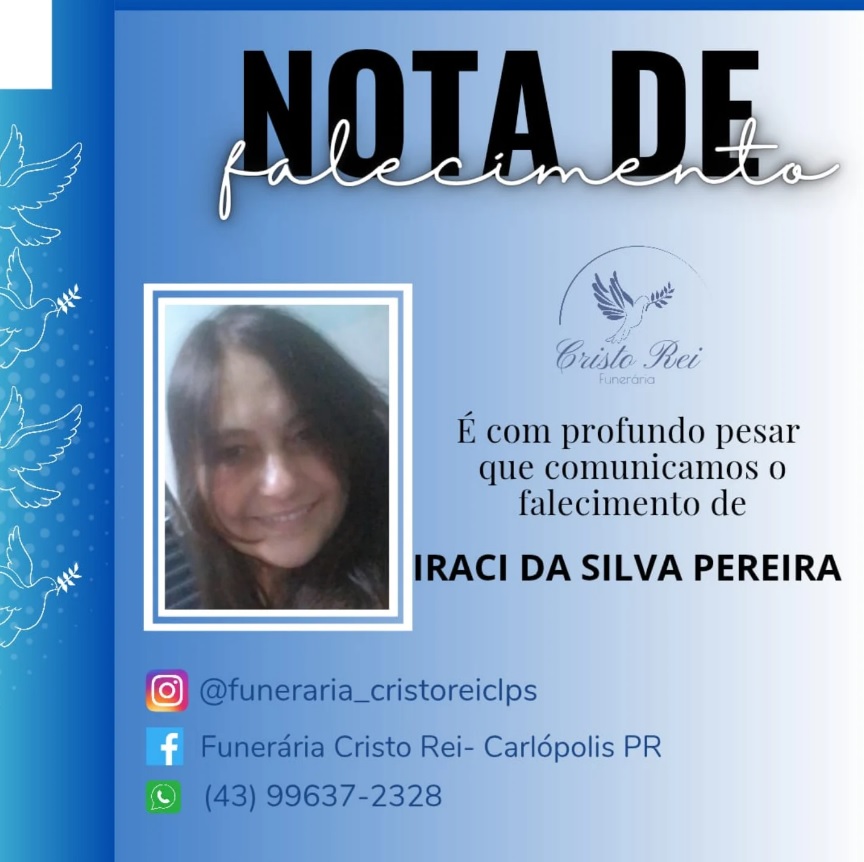 NOTA DE
falecimento
Cristo Rei
Funerária
É com profundo pesar
que comunicamos o
falecimento de
IRACI DA SILVA PEREIRA
@funeraria_cristoreiclps
Funerária Cristo Rei- Carlópolis PR
(43) 99637-2328